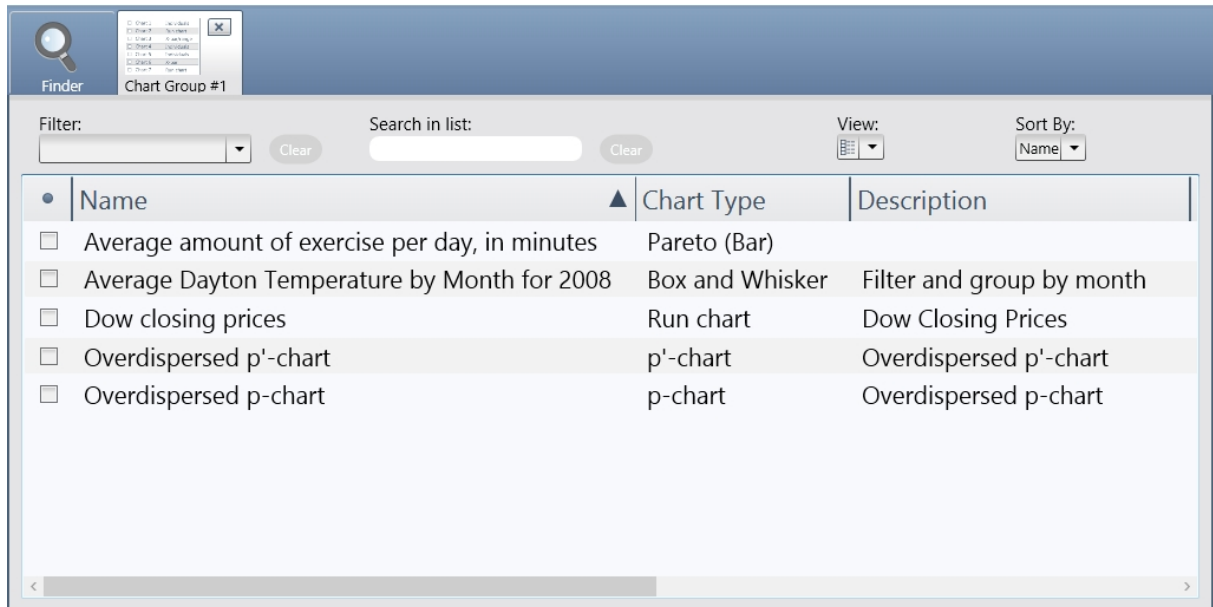 Finder
Chart Group #1
Filter: Search in list: View: Sort By:
Clear Clear Name
Name Chart Type Description
Average amount of exercise per day, in minutes Pareto (Bar)
Average Dayton Temperature by Month for 2008 Box and Whisker Filter and group by month
Dow closing prices Run chart Dow Closing Prices
Overdispersed p'-chart p'-chart Overdispersed p'-chart
Overdispersed p-chart p-chart Overdispersed p-chart